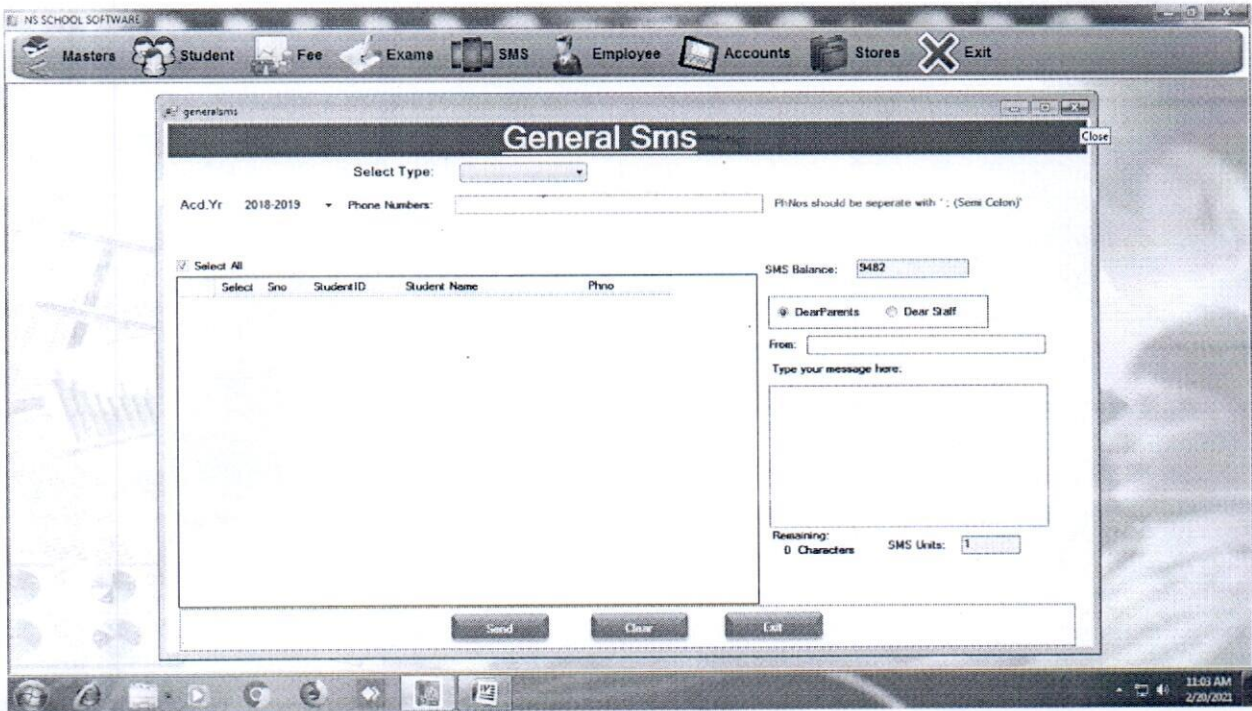 NS SCHOOL SOFTWARE
Masters Student Fee Exams SMS Employee Accounts Stores Exit
generalsms
General Sms
Close
Select Type:
Acd.Yr 2018-2019 Phone Numbers: PhNos should be seperate with ' ; (Semi Colon)'
Select All
SMS Balance: 9482
Select Sno StudentID Student Name Phno
DearParents Dear Staff
From:
Type your message here:
Remaining:
0 Characters SMS Units: 1
Send Clear Exit
11:03 AM
2/20/2021